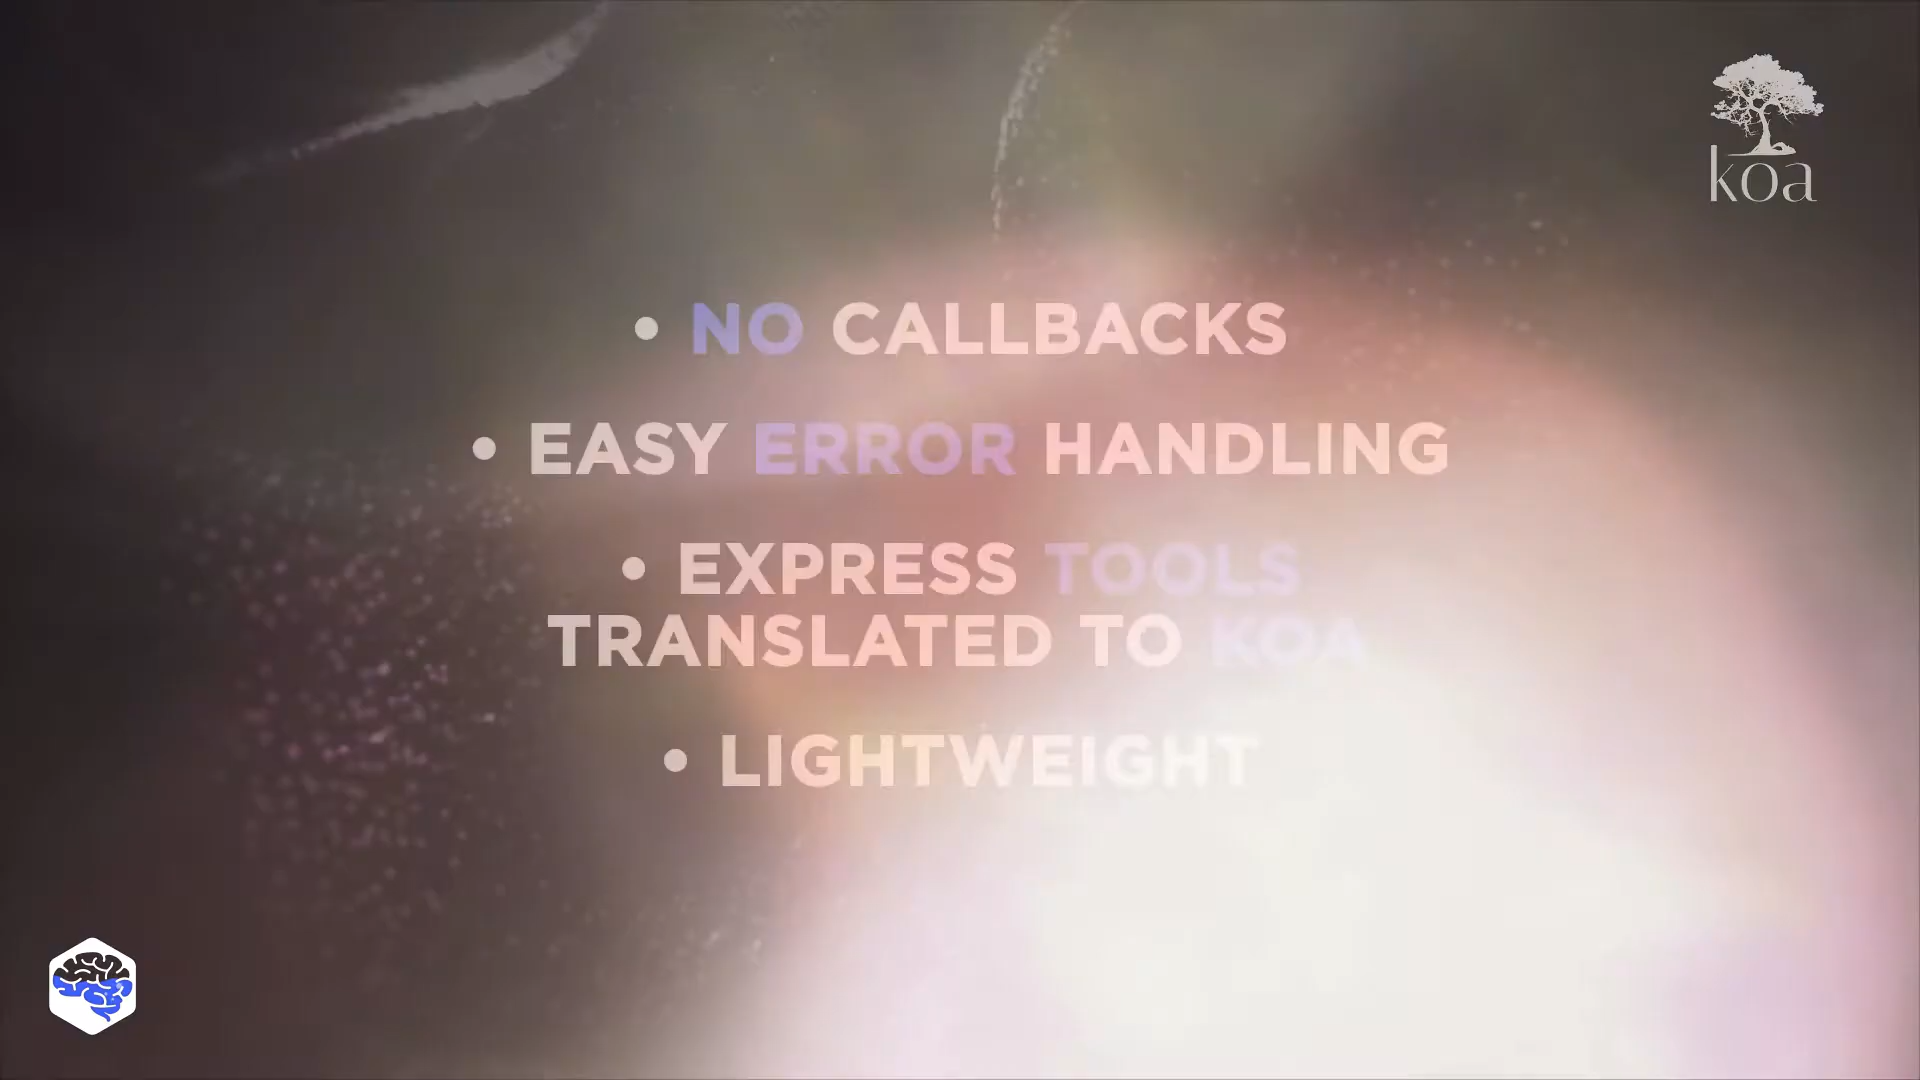 koa
• NO CALLBACKS
• EASY ERROR HANDLING
• EXPRESS TOOLS
TRANSLATED TO KOA
• LIGHTWEIGHT